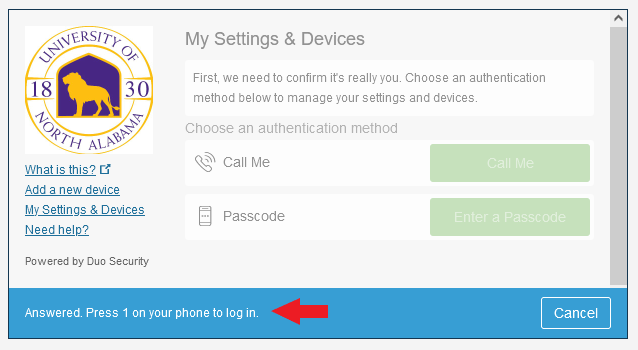 UNIVERSITY OF
18 30
NORTH ALABAMA
What is this?
Add a new device
My Settings & Devices
Need help?
Powered by Duo Security
My Settings & Devices
First, we need to confirm it's really you. Choose an authentication
method below to manage your settings and devices.
Choose an authentication method
Call Me
Call Me
Passcode
Enter a Passcode
Answered. Press 1 on your phone to log in.
Cancel